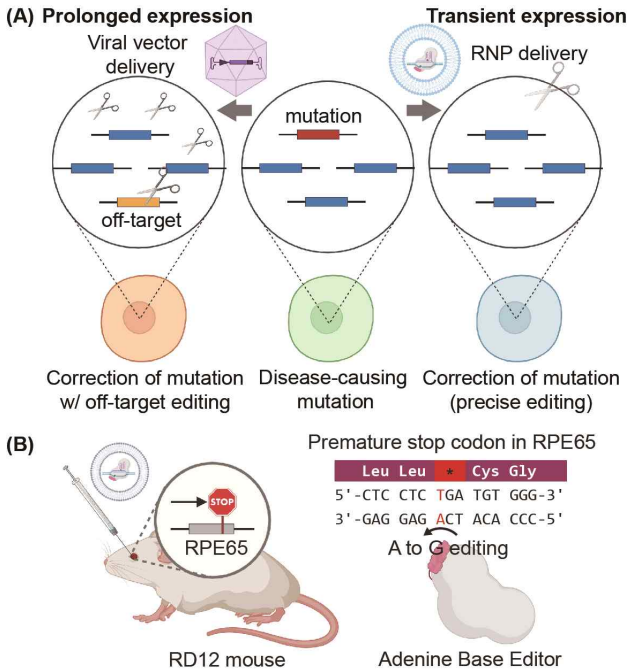 (A) Prolonged expression
Transient expression
Viral vector
delivery
RNP delivery
mutation
off-target
Correction of mutation
w/ off-target editing
Disease-causing
mutation
Correction of mutation
(precise editing)
(B)
Premature stop codon in RPE65
Leu Leu * Cys Gly
5'-CTC CTC TGA TGT GGG-3'
3'-GAG GAG ACT ACA CCC-5'
STOP
RPE65
A to G editing
RD12 mouse
Adenine Base Editor